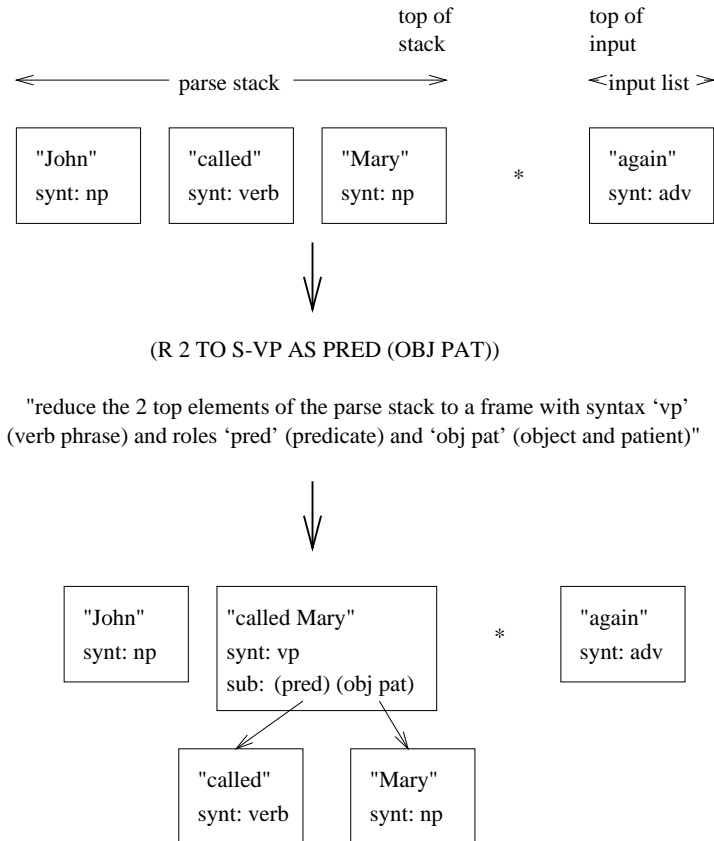 top of
stack
top of
input
parse stack
input list
"John"
synt: np
"called"
synt: verb
"Mary"
synt: np
*
"again"
synt: adv
(R 2 TO S-VP AS PRED (OBJ PAT))
"reduce the 2 top elements of the parse stack to a frame with syntax ‘vp’
(verb phrase) and roles ‘pred’ (predicate) and ‘obj pat’ (object and patient)"
"John"
synt: np
"called Mary"
synt: vp
sub: (pred) (obj pat)
*
"again"
synt: adv
"called"
synt: verb
"Mary"
synt: np